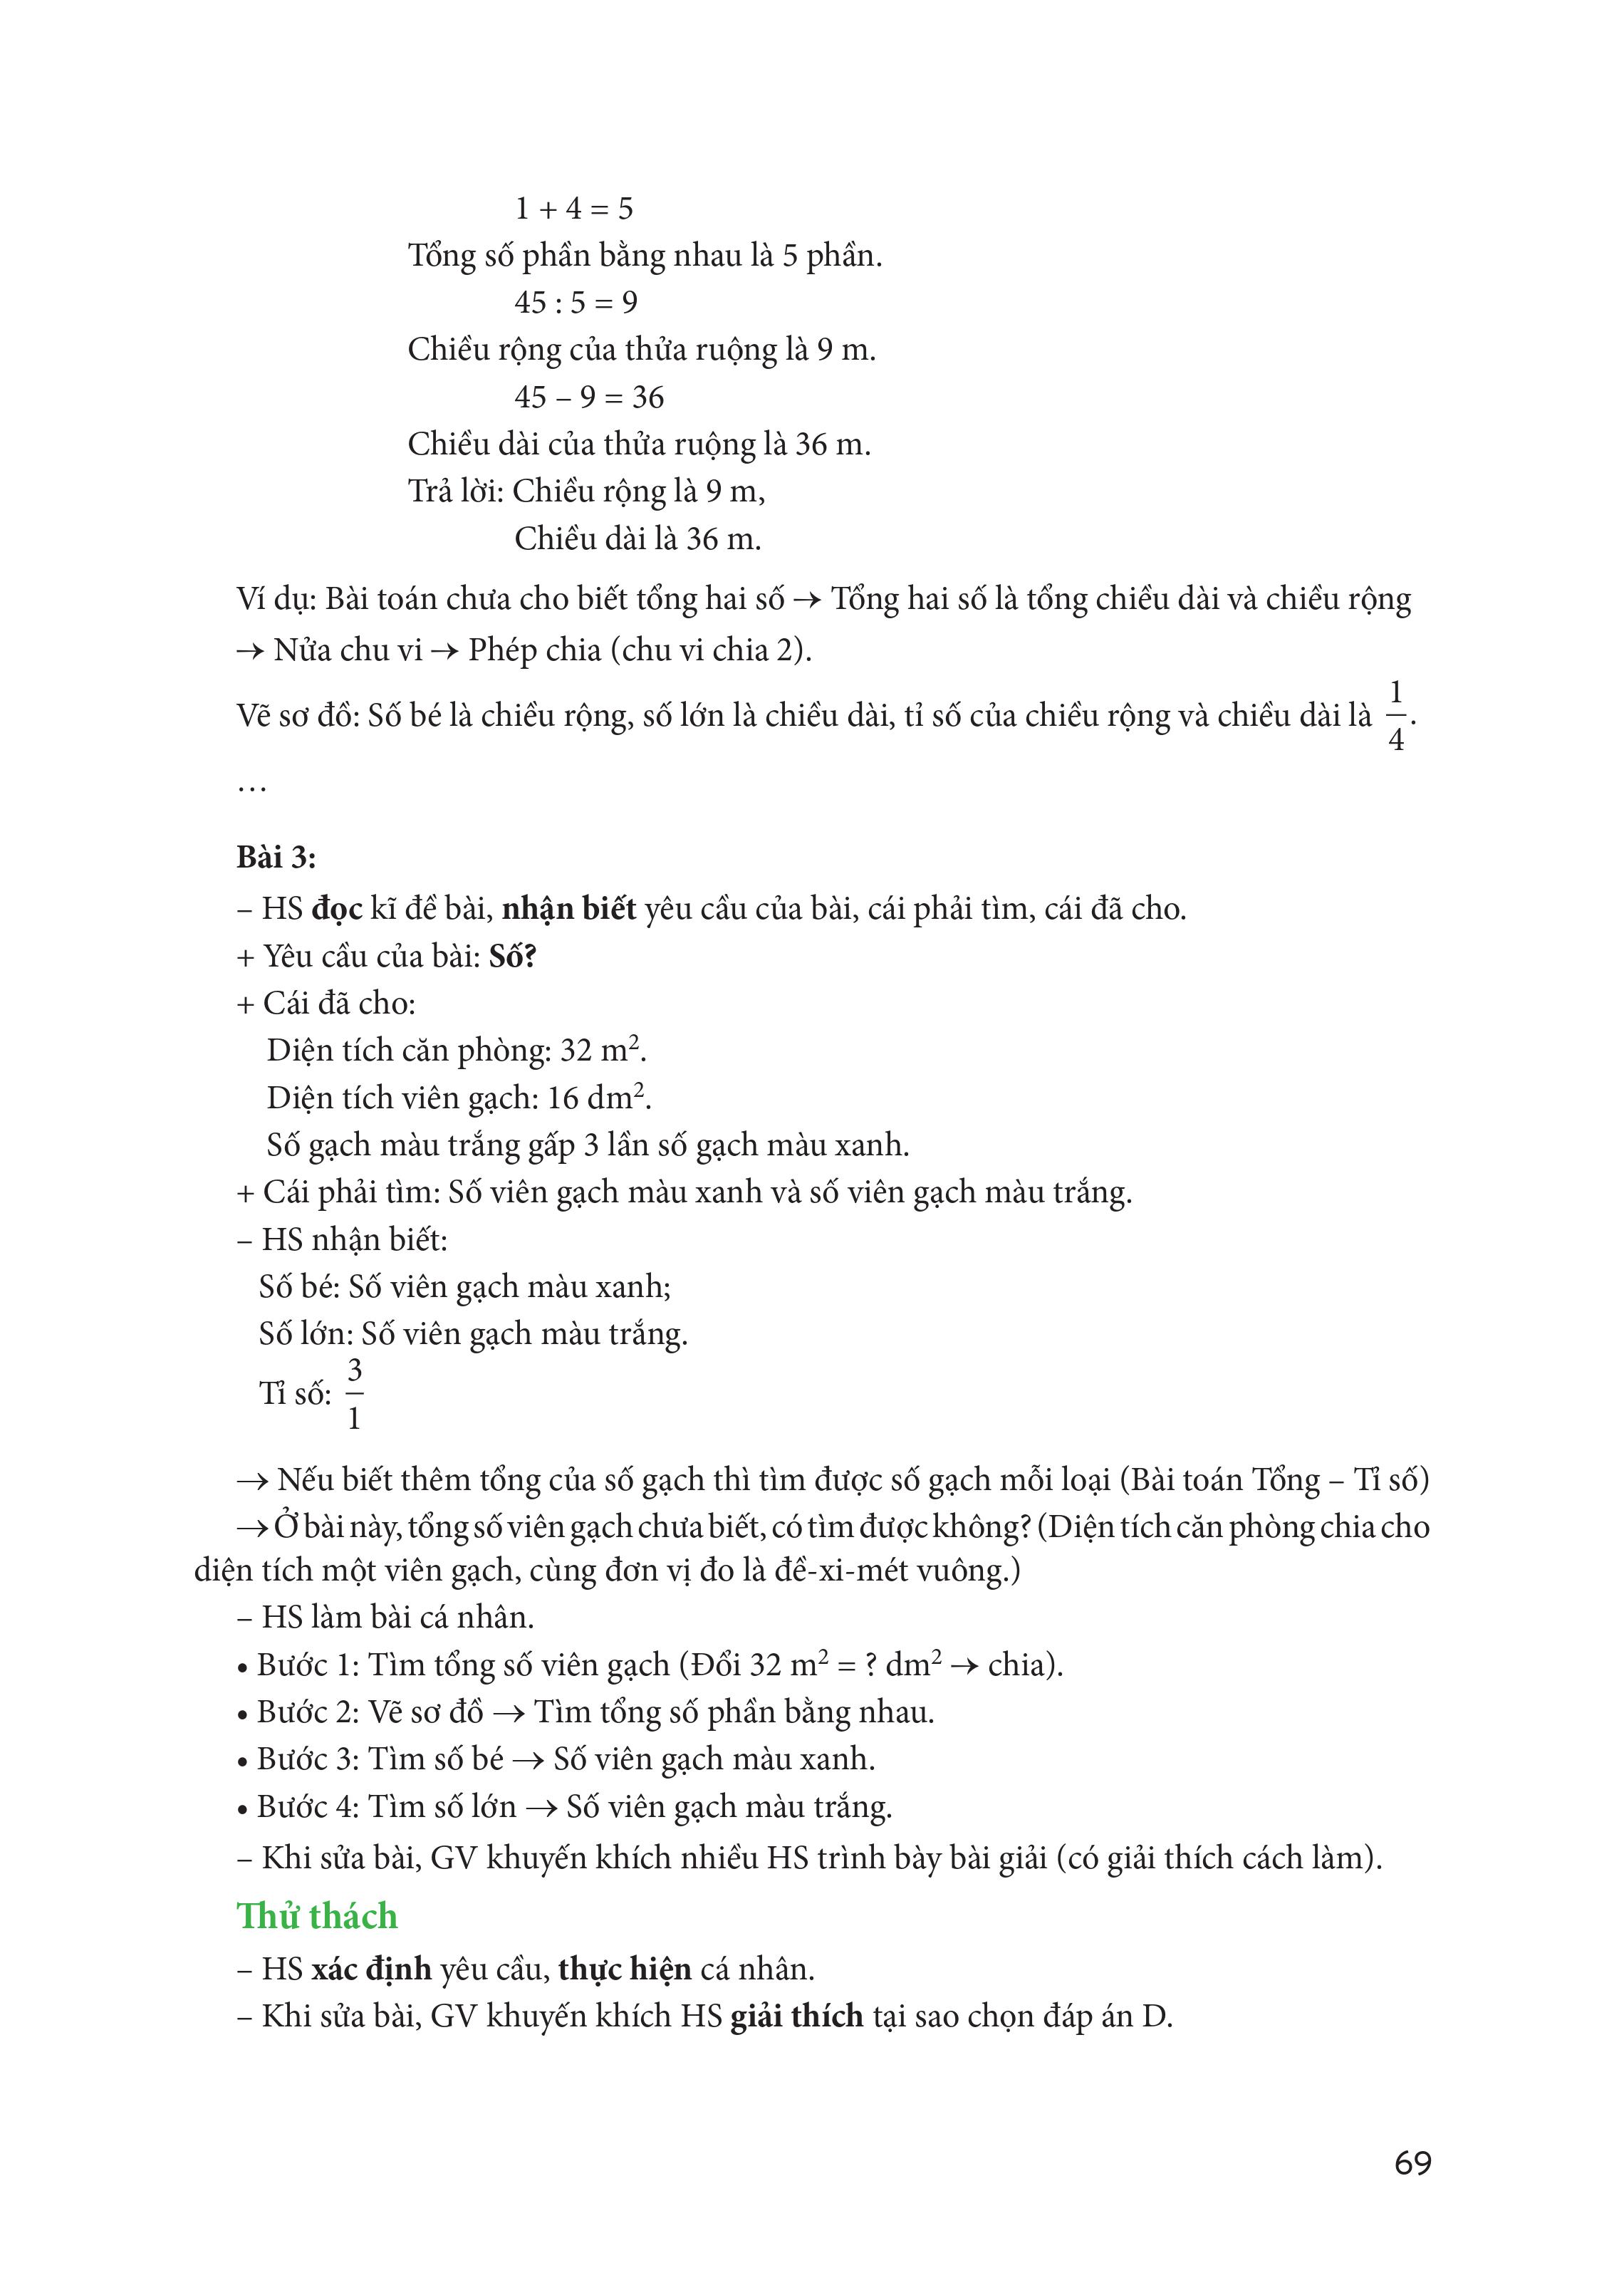 1 + 4 = 5
Tổng số phần bằng nhau là 5 phần.
45 : 5 = 9
Chiều rộng của thửa ruộng là 9 m.
45 – 9 = 36
Chiều dài của thửa ruộng là 36 m.
Trả lời: Chiều rộng là 9 m,
Chiều dài là 36 m.
Ví dụ: Bài toán chưa cho biết tổng hai số → Tổng hai số là tổng chiều dài và chiều rộng
→ Nửa chu vi → Phép chia (chu vi chia 2).
Vẽ sơ đồ: Số bé là chiều rộng, số lớn là chiều dài, tỉ số của chiều rộng và chiều dài là 1/4.
…
Bài 3:
– HS đọc kĩ đề bài, nhận biết yêu cầu của bài, cái phải tìm, cái đã cho.
+ Yêu cầu của bài: Số?
+ Cái đã cho:
Diện tích căn phòng: 32 m².
Diện tích viên gạch: 16 dm².
Số gạch màu trắng gấp 3 lần số gạch màu xanh.
+ Cái phải tìm: Số viên gạch màu xanh và số viên gạch màu trắng.
– HS nhận biết:
Số bé: Số viên gạch màu xanh;
Số lớn: Số viên gạch màu trắng.
Tỉ số: 3/1
→ Nếu biết thêm tổng của số gạch thì tìm được số gạch mỗi loại (Bài toán Tổng – Tỉ số)
→ Ở bài này, tổng số viên gạch chưa biết, có tìm được không? (Diện tích căn phòng chia cho
diện tích một viên gạch, cùng đơn vị đo là đề-xi-mét vuông.)
– HS làm bài cá nhân.
• Bước 1: Tìm tổng số viên gạch (Đổi 32 m² = ? dm² → chia).
• Bước 2: Vẽ sơ đồ → Tìm tổng số phần bằng nhau.
• Bước 3: Tìm số bé → Số viên gạch màu xanh.
• Bước 4: Tìm số lớn → Số viên gạch màu trắng.
– Khi sửa bài, GV khuyến khích nhiều HS trình bày bài giải (có giải thích cách làm).
Thử thách
– HS xác định yêu cầu, thực hiện cá nhân.
– Khi sửa bài, GV khuyến khích HS giải thích tại sao chọn đáp án D.
69